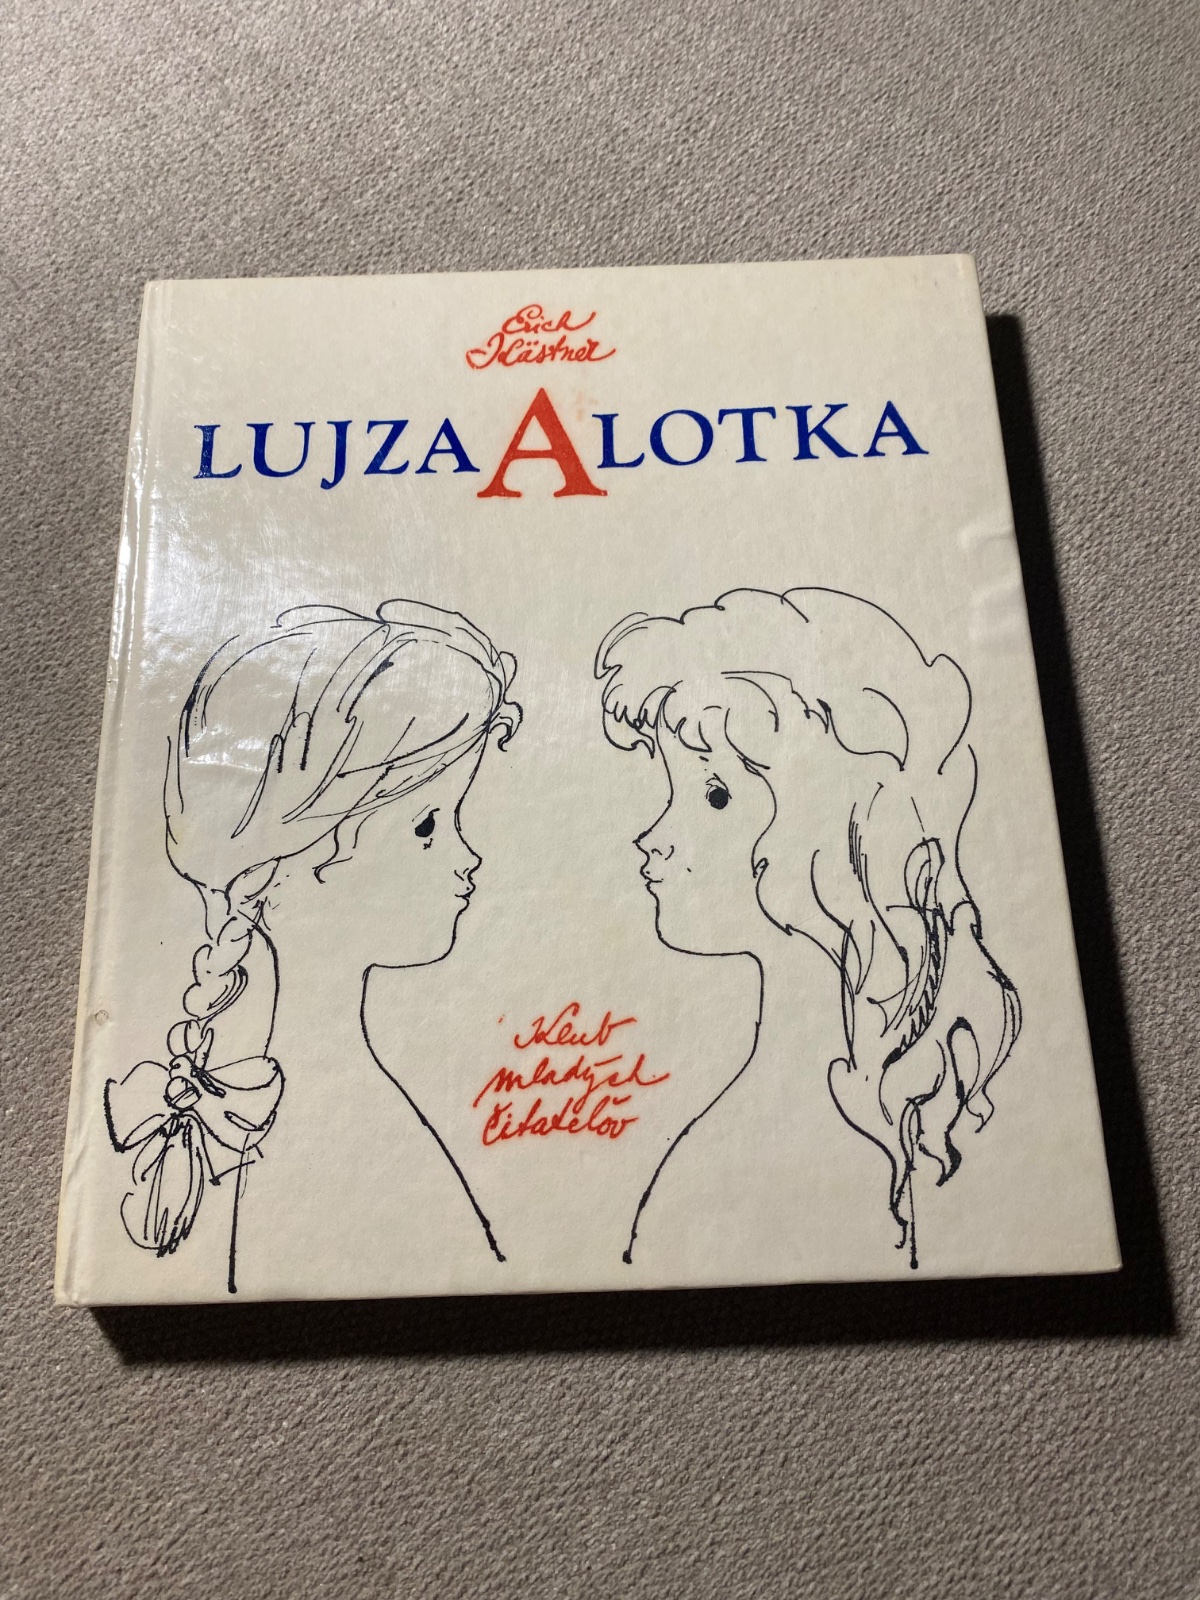 Erich
Kästner
LUJZA A LOTKA
Klub
mladých
čitateľov